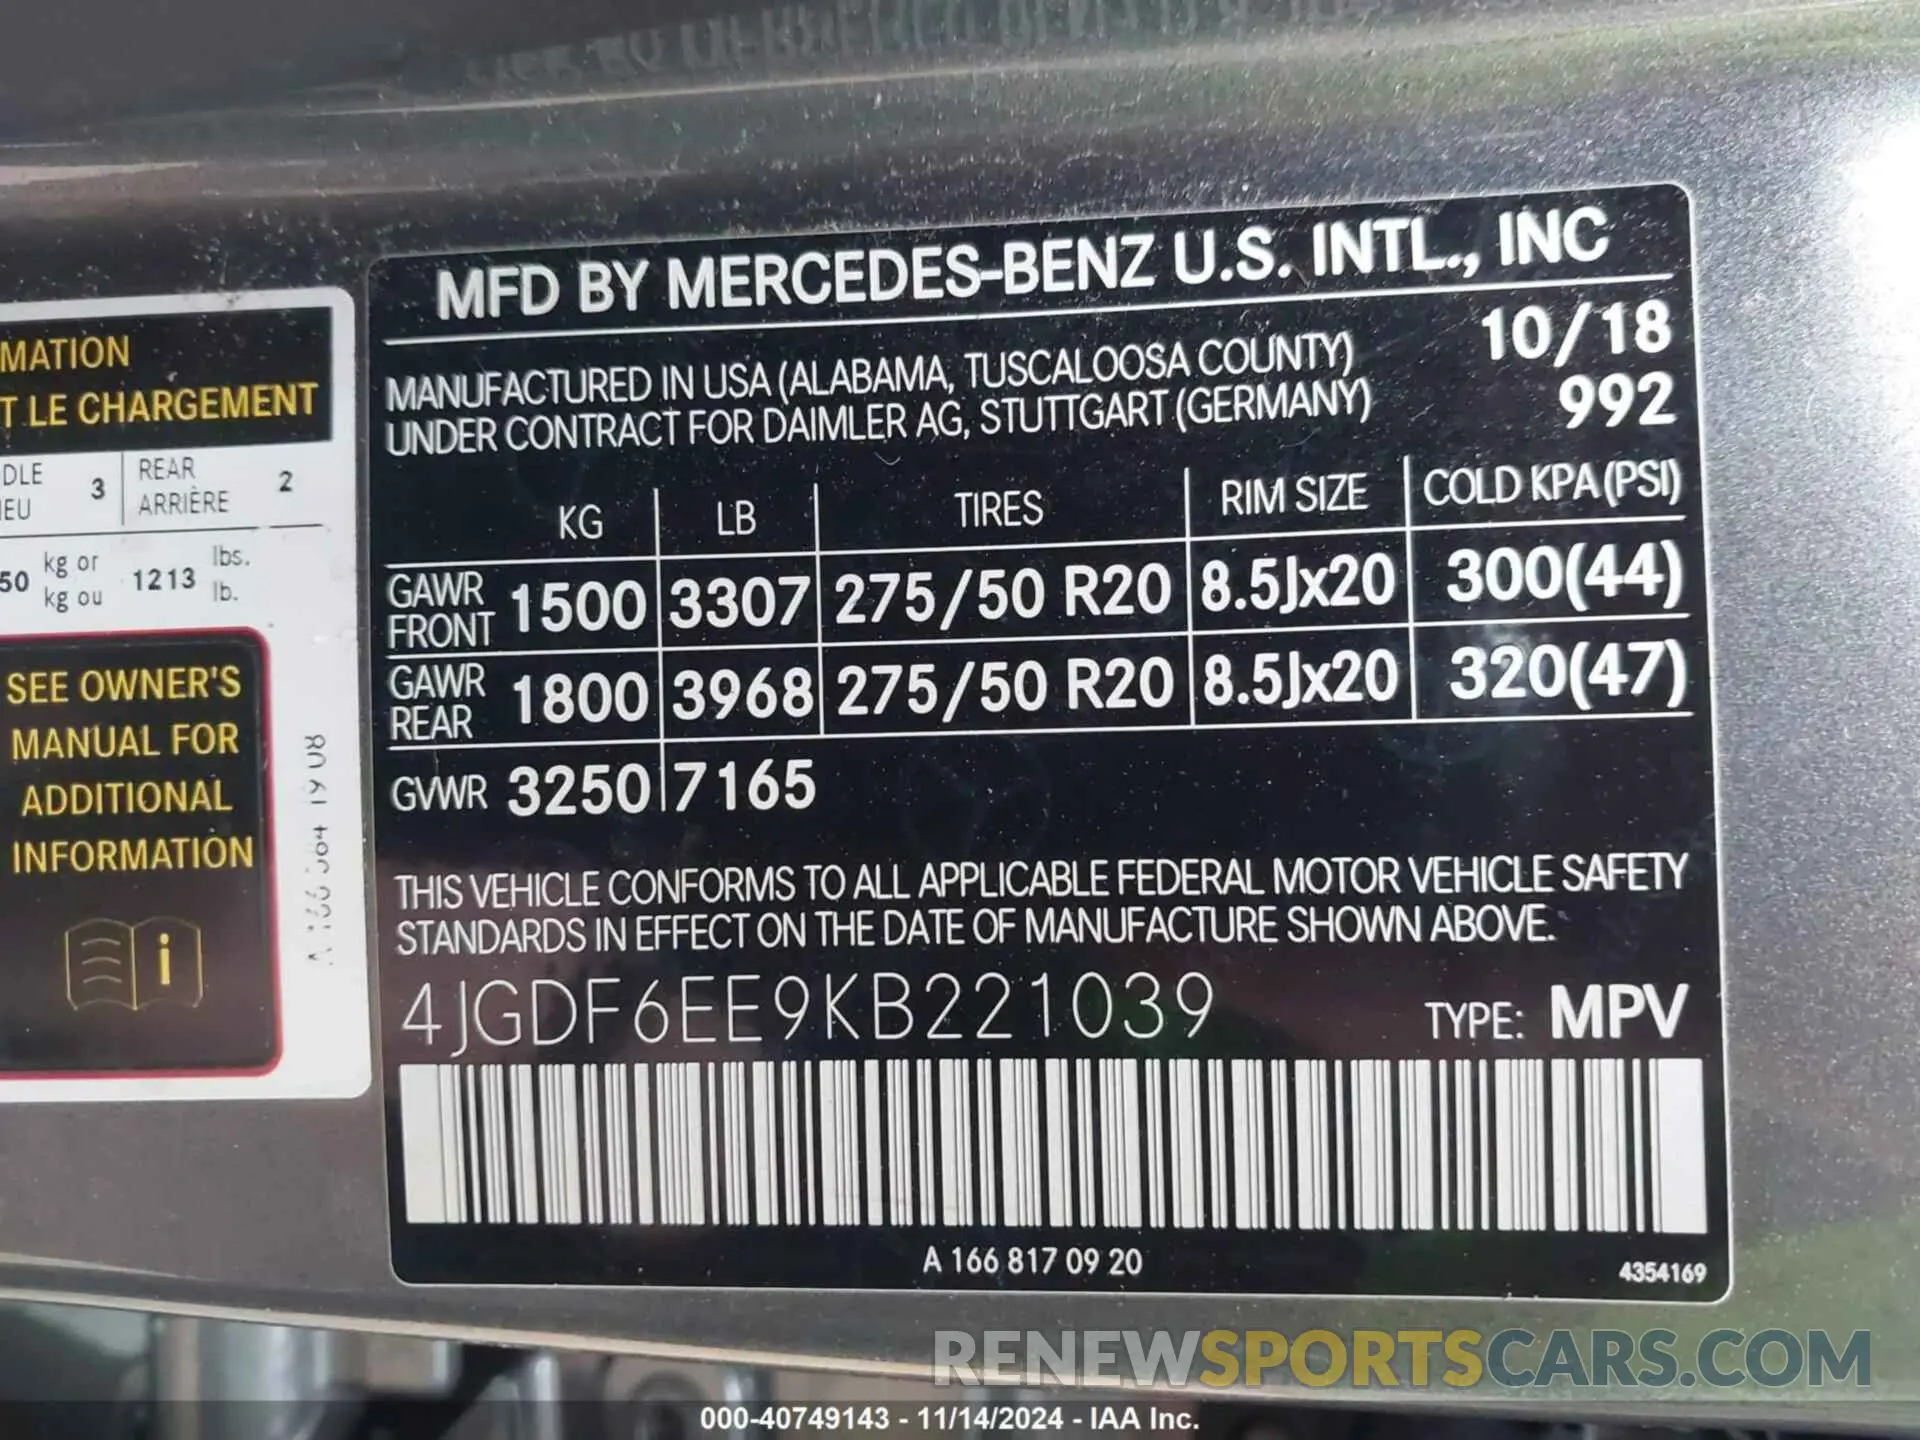 MFD BY MERCEDES-BENZ U.S. INTL., INC
10/18
MANUFACTURED IN USA (ALABAMA, TUSCALOOSA COUNTY)
UNDER CONTRACT FOR DAIMLER AG, STUTTGART (GERMANY)
992
KG LB TIRES RIM SIZE COLD KPA (PSI)
GAWR FRONT 1500 3307 275/50 R20 8.5Jx20 300(44)
GAWR REAR 1800 3968 275/50 R20 8.5Jx20 320(47)
GVWR 3250 7165
THIS VEHICLE CONFORMS TO ALL APPLICABLE FEDERAL MOTOR VEHICLE SAFETY
STANDARDS IN EFFECT ON THE DATE OF MANUFACTURE SHOWN ABOVE.
4JGDF6EE9KB221039 TYPE: MPV
A 166 817 09 20
4354169
MATION
T LE CHARGEMENT
DLE 3 REAR 2
IEU ARRIÈRE
50 kg or 1213 lbs.
kg ou lb.
SEE OWNER'S
MANUAL FOR
ADDITIONAL
INFORMATION
i
RENEWSPORTSCARS.COM
000-40749143 - 11/14/2024 - IAA Inc.